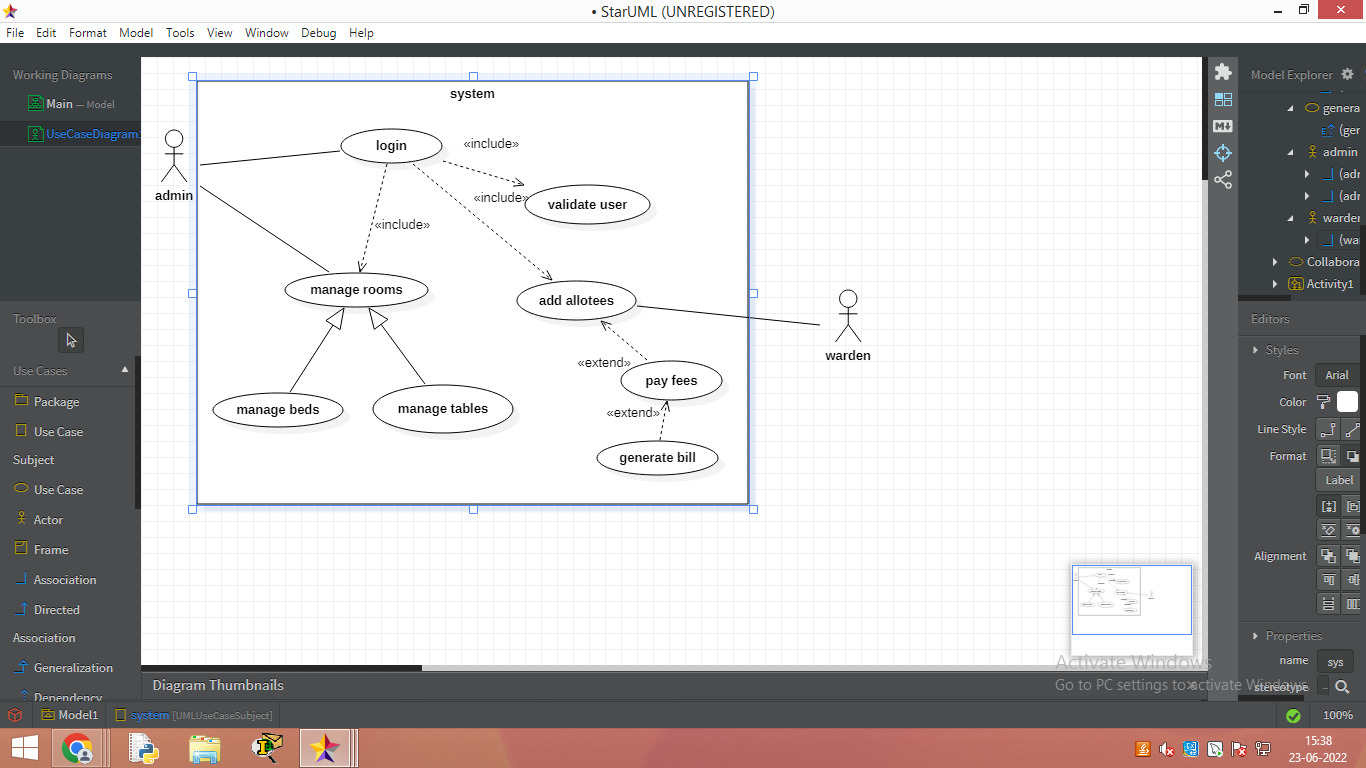 • StarUML (UNREGISTERED)
File Edit Format Model Tools View Window Debug Help
Working Diagrams
Main — Model
UseCaseDiagram
Toolbox
Use Cases
Package
Use Case
Subject
Use Case
Actor
Frame
Association
Directed
Association
Generalization
Dependency
system
login
«include»
admin
«include»
validate user
«include»
manage rooms
add allotees
warden
«extend»
pay fees
manage beds
manage tables
«extend»
generate bill
Model Explorer
genera
(ger
admin
(adr
(adr
warder
(wa
Collabora
Activity1
Editors
Styles
Font Arial
Color
Line Style
Format
Label
Alignment
Properties
name sys
stereotype
Activate Windows
Go to PC settings to activate Windows.
Diagram Thumbnails
Model1 system [UMLUseCaseSubject]
100%
15:38
23-06-2022